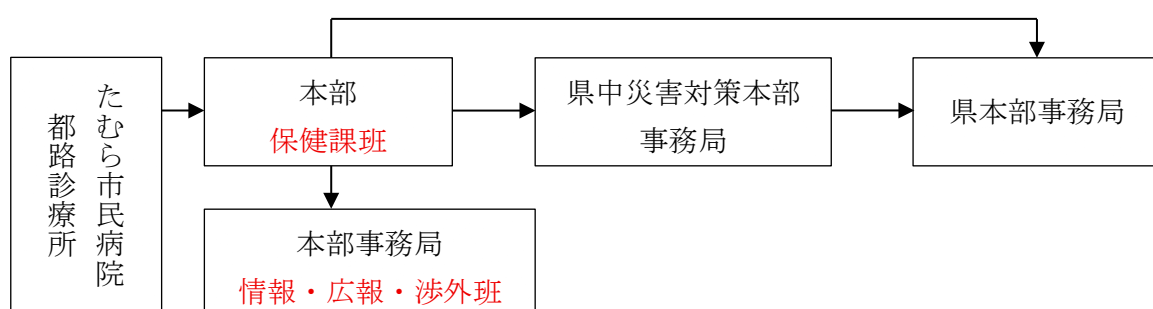 たむら市民病院
都路診療所
本部
保健課班
県中災害対策本部
事務局
県本部事務局
本部事務局
情報・広報・渉外班